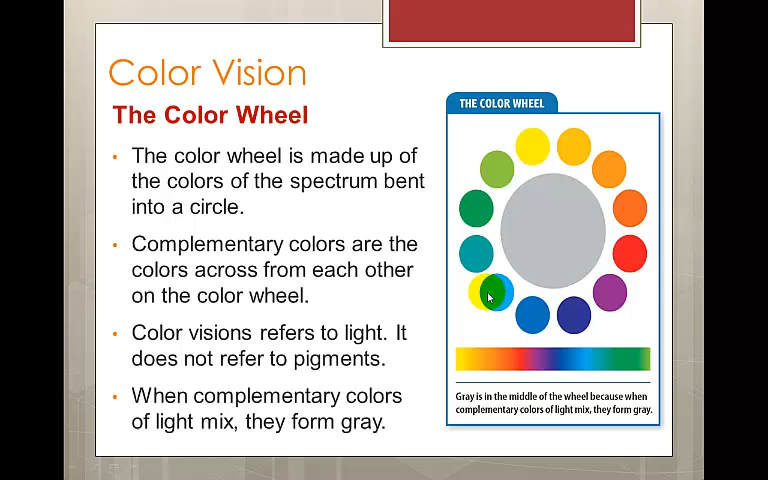 Color Vision
The Color Wheel
• The color wheel is made up of
the colors of the spectrum bent
into a circle.
• Complementary colors are the
colors across from each other
on the color wheel.
• Color visions refers to light. It
does not refer to pigments.
• When complementary colors
of light mix, they form gray.
THE COLOR WHEEL
Gray is in the middle of the wheel because when
complementary colors of light mix, they form gray.